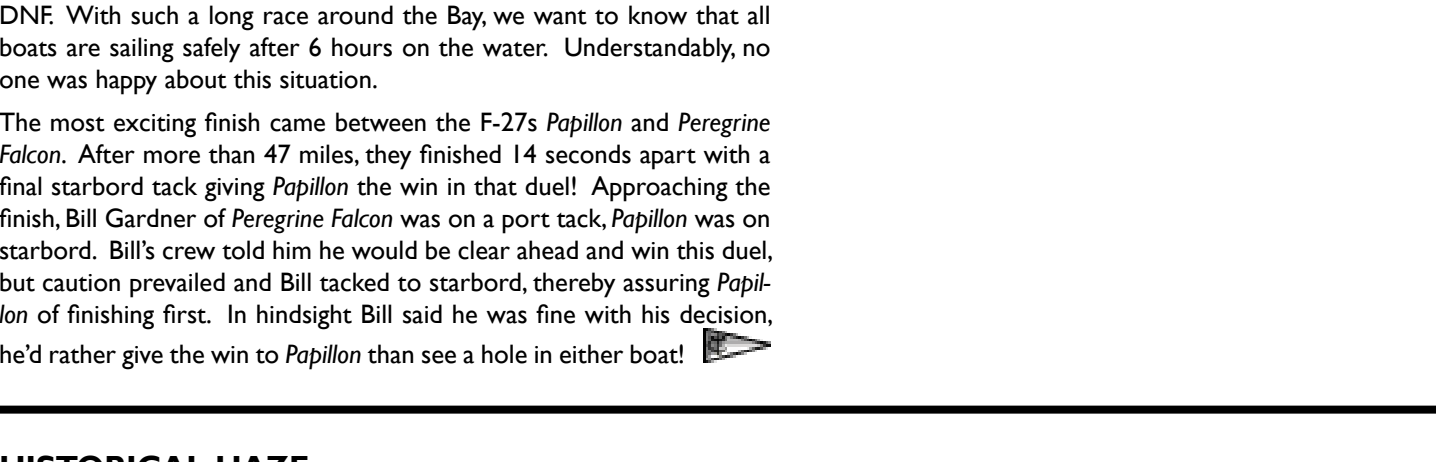 DNF. With such a long race around the Bay, we want to know that all
boats are sailing safely after 6 hours on the water. Understandably, no
one was happy about this situation.
The most exciting finish came between the F-27s Papillon and Peregrine
Falcon. After more than 47 miles, they finished 14 seconds apart with a
final starbord tack giving Papillon the win in that duel! Approaching the
finish, Bill Gardner of Peregrine Falcon was on a port tack, Papillon was on
starbord. Bill's crew told him he would be clear ahead and win this duel,
but caution prevailed and Bill tacked to starbord, thereby assuring Papil-
lon of finishing first. In hindsight Bill said he was fine with his decision,
he'd rather give the win to Papillon than see a hole in either boat!
HISTORICAL HAZE